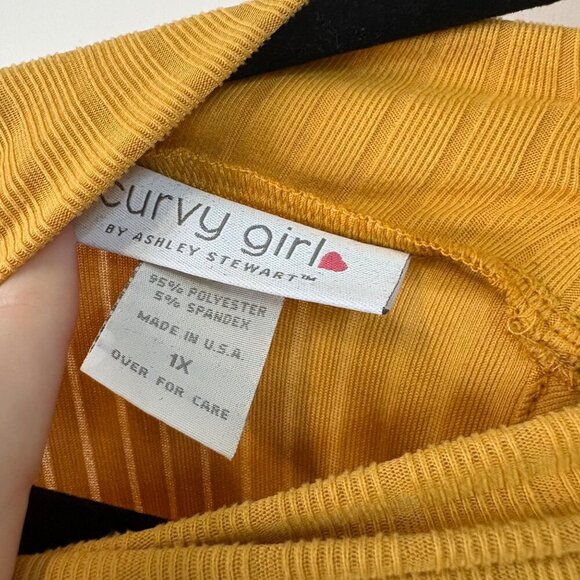 curvy girl
BY ASHLEY STEWART™
95% POLYESTER
5% SPANDEX
MADE IN U.S.A
1X
OVER FOR CARE